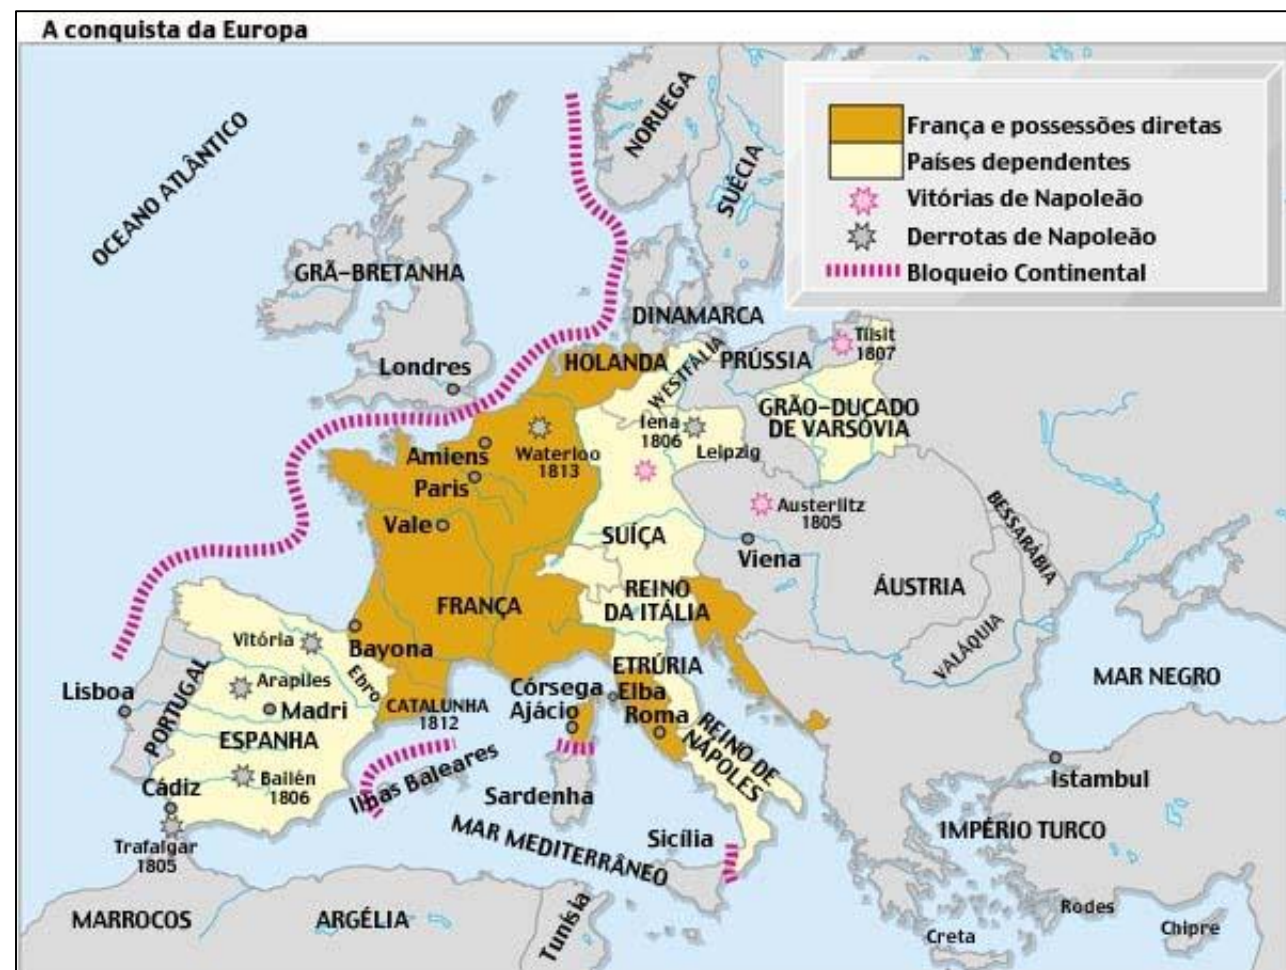 A conquista da Europa
França e possessões diretas
Países dependentes
Vitórias de Napoleão
Derrotas de Napoleão
Bloqueio Continental
OCEANO ATLÂNTICO
NORUEGA
SUÉCIA
GRÃ-BRETANHA
Londres
DINAMARCA
HOLANDA
WESTFALIA
PRÚSSIA
Tilsit
1807
GRÃO-DUCADO
DE VARSÓVIA
Iena
1806
Leipzig
Waterloo
1813
Amiens
Paris
Vale
Austerlitz
1805
Viena
SUÍÇA
ÁUSTRIA
BESSARÁBIA
VALÁQUIA
FRANÇA
REINO
DA ITÁLIA
Bayona
Vitória
Ebro
ETRÚRIA
MAR NEGRO
Lisboa
PORTUGAL
Arapiles
Madri
CATALUNHA
1812
Córsega
Ajácio
Elba
Roma
REINO DE
NÁPOLES
ESPANHA
Bailén
1806
Cádiz
Ilhas Baleares
Trafalgar
1805
Sardenha
MAR MEDITERRÂNEO
Sicília
Istambul
IMPÉRIO TURCO
MARROCOS
ARGÉLIA
Tunísia
Rodes
Creta
Chipre